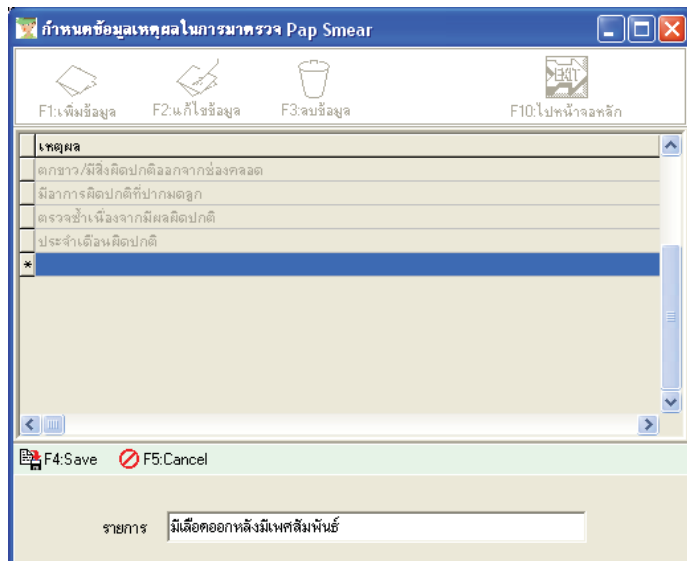 กำหนดข้อมูลเหตุผลในการมาตรวจ Pap Smear
F1:เพิ่มข้อมูล F2:แก้ไขข้อมูล F3:ลบข้อมูล F10:ไปหน้าจอหลัก
EXIT
เหตุผล
ตกขาว/มีสิ่งผิดปกติออกจากช่องคลอด
มีอาการผิดปกติที่ปากมดลูก
ตรวจซ้ำเนื่องจากมีผลผิดปกติ
ประจำเดือนผิดปกติ
*
F4:Save F5:Cancel
รายการ มีเลือดออกหลังมีเพศสัมพันธ์